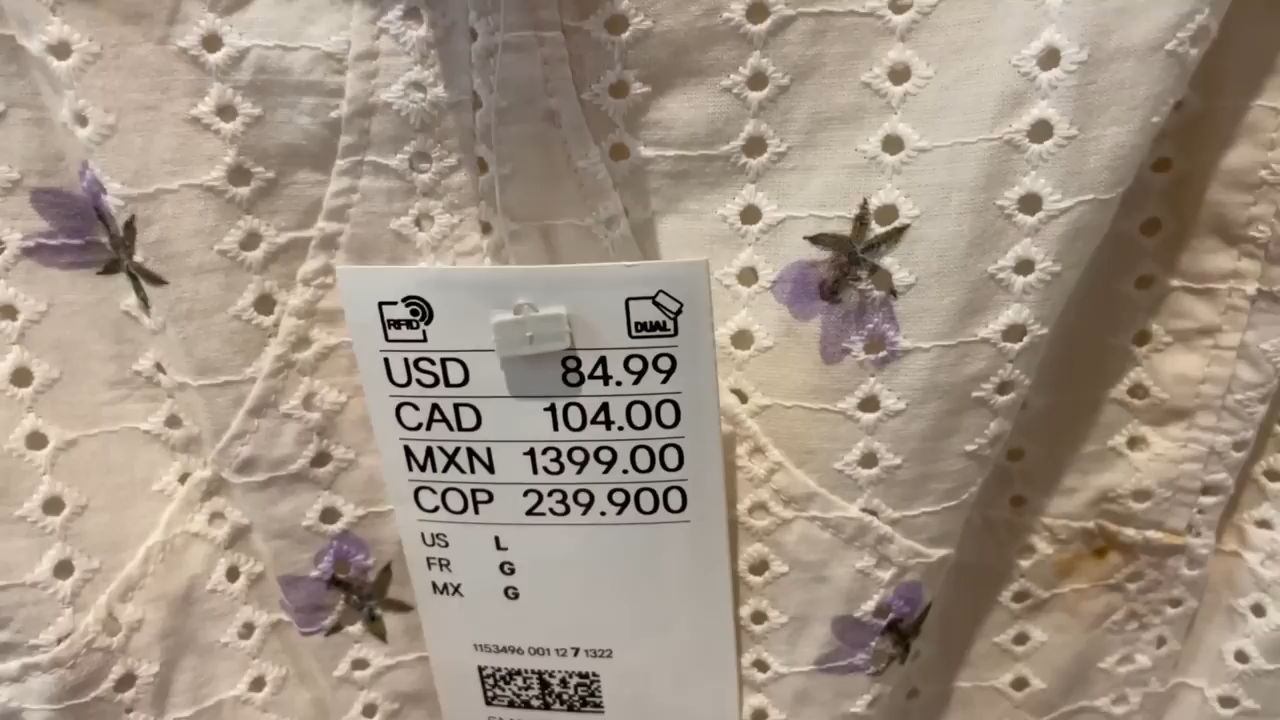 RFID DUAL
USD 84.99
CAD 104.00
MXN 1399.00
COP 239.900
US L
FR G
MX G
1153496 001 12 7 1322